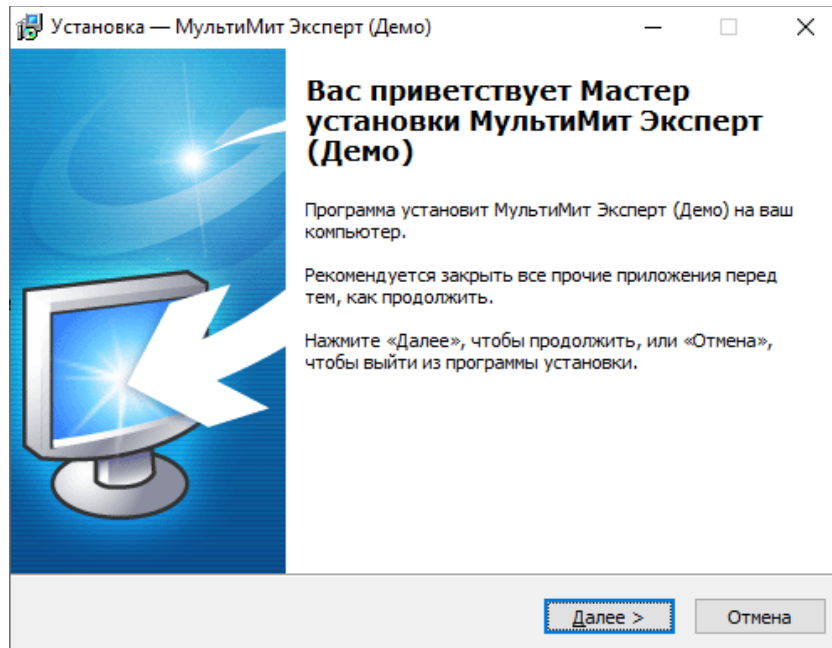 Установка — МультиМит Эксперт (Демо)
Вас приветствует Мастер
установки МультиМит Эксперт
(Демо)
Программа установит МультиМит Эксперт (Демо) на ваш
компьютер.
Рекомендуется закрыть все прочие приложения перед
тем, как продолжить.
Нажмите «Далее», чтобы продолжить, или «Отмена»,
чтобы выйти из программы установки.
Далее >
Отмена